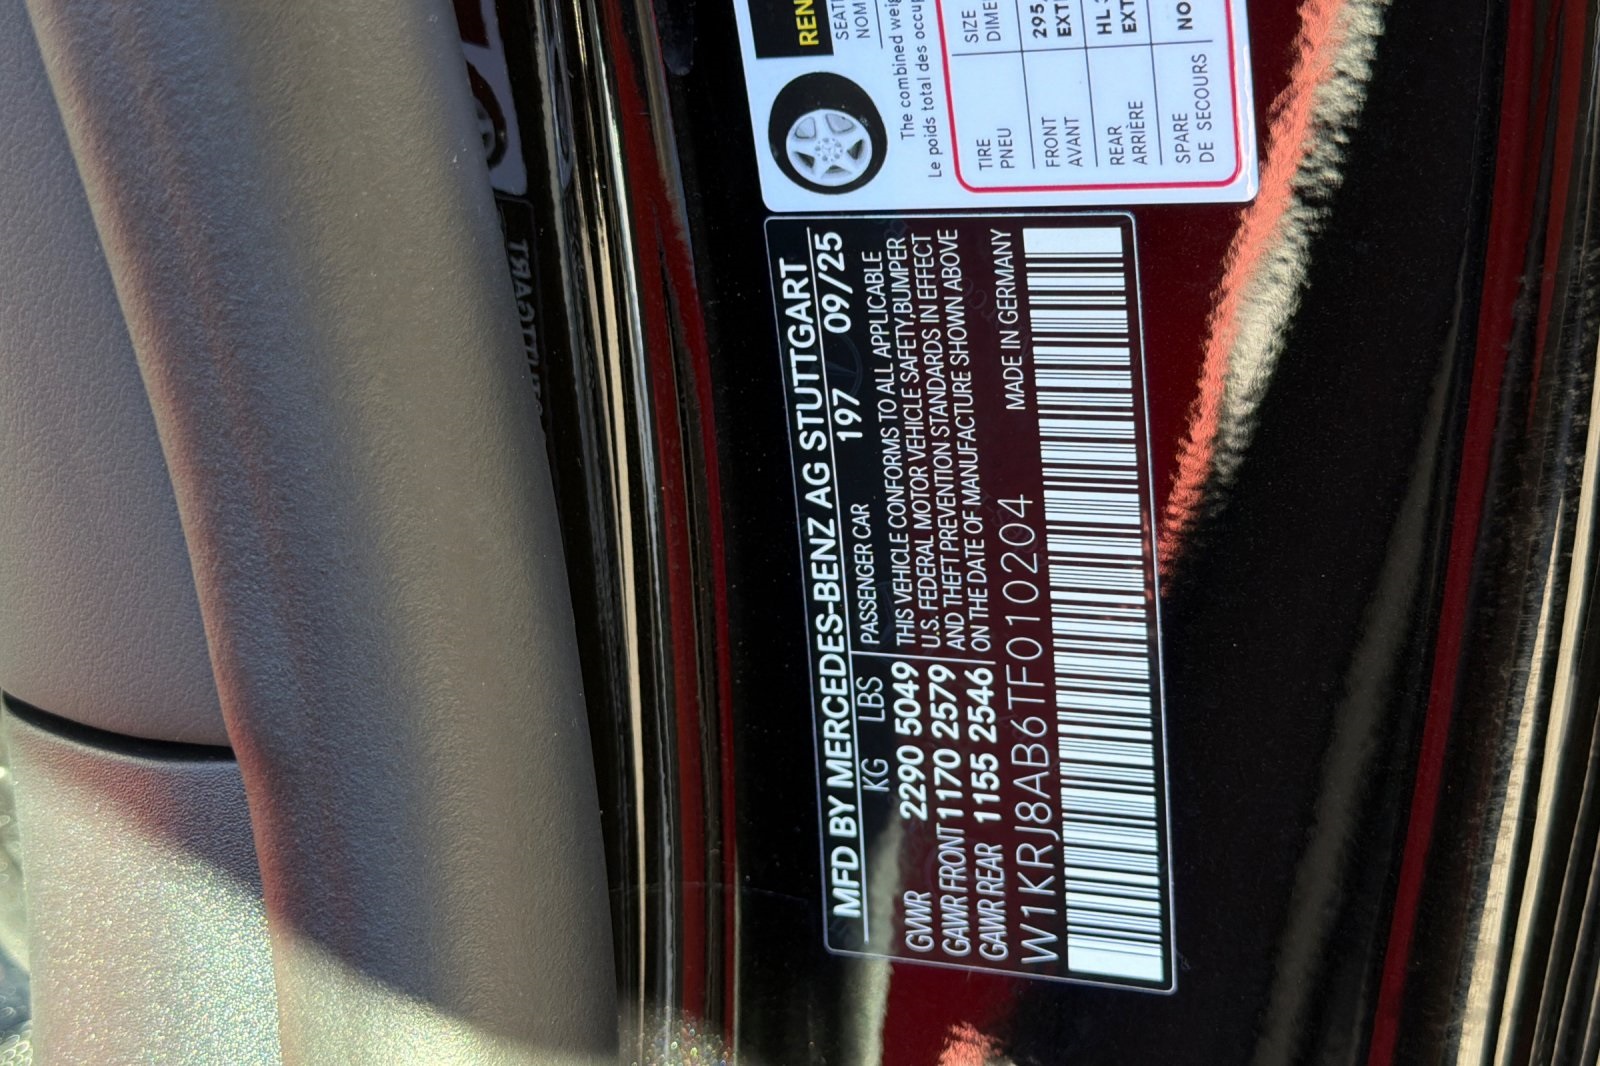 MFD BY MERCEDES-BENZ AG STUTTGART
KG LBS PASSENGER CAR 197 09/25
GVWR 2290 5049
GAWR FRONT 1170 2579
GAWR REAR 1155 2546
THIS VEHICLE CONFORMS TO ALL APPLICABLE
U.S. FEDERAL MOTOR VEHICLE SAFETY,BUMPER
AND THEFT PREVENTION STANDARDS IN EFFECT
ON THE DATE OF MANUFACTURE SHOWN ABOVE
W1KRJ8AB6TF010204 MADE IN GERMANY
The combined
Le poids total des
TIRE SIZE
PNEU
FRONT
AVANT
REAR
ARRIÈRE
SPARE
DE SECOURS